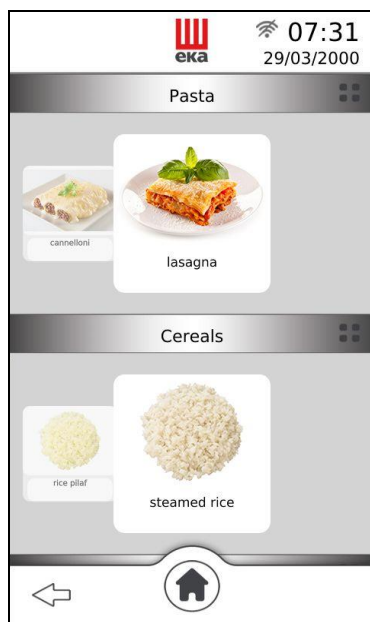 eka
07:31
29/03/2000
Pasta
cannelloni
lasagna
Cereals
rice pilaf
steamed rice